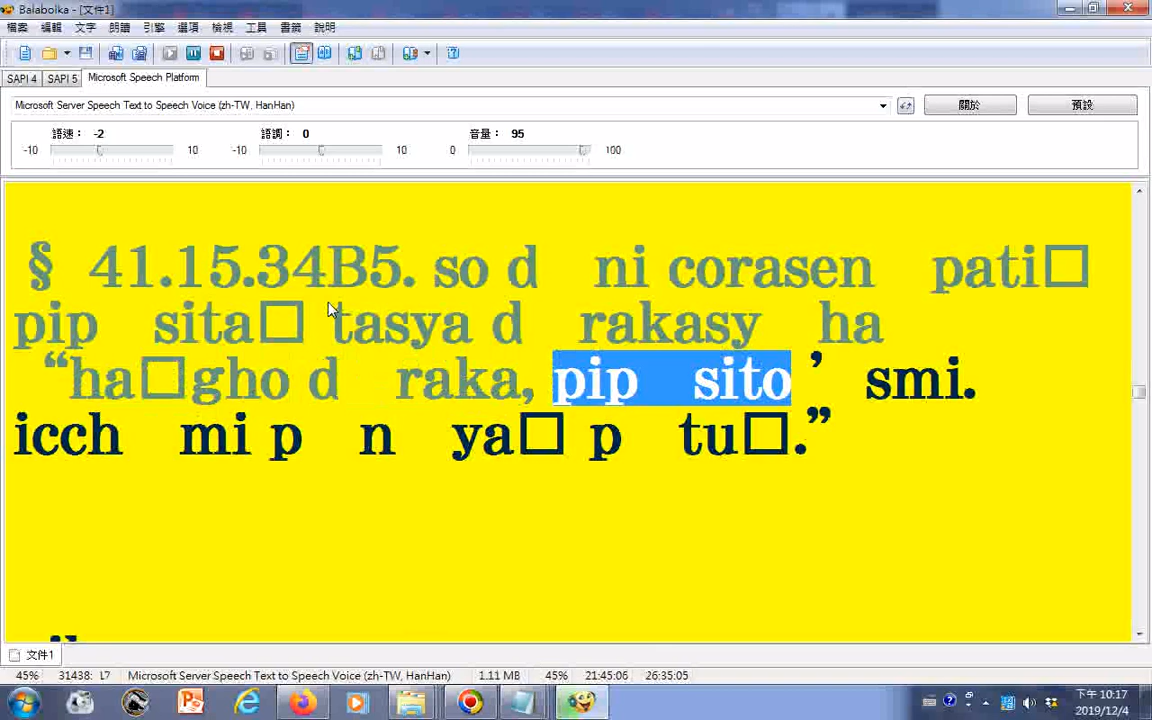 Balabolka - [文件1]
檔案 編輯 文字 朗讀 引擎 選項 檢視 工具 書籤 說明
SAPI 4 SAPI 5 Microsoft Speech Platform
Microsoft Server Speech Text to Speech Voice (zh-TW, HanHan) 關於 預設
語速： -2 語調： 0 音量： 95
-10 10 -10 10 0 100
§ 41.15.34B5. so d ni corasen pati□
pip sita□ tasya d rakasy ha
“ha□gho d raka, pip sito ’ smi.
icch mi p n ya□ p tu□.”
文件1
45% 31438: 17 Microsoft Server Speech Text to Speech Voice (zh-TW, HanHan) 1.11 MB 45% 21:45:06 26:35:05
下午 10:17
2019/12/4